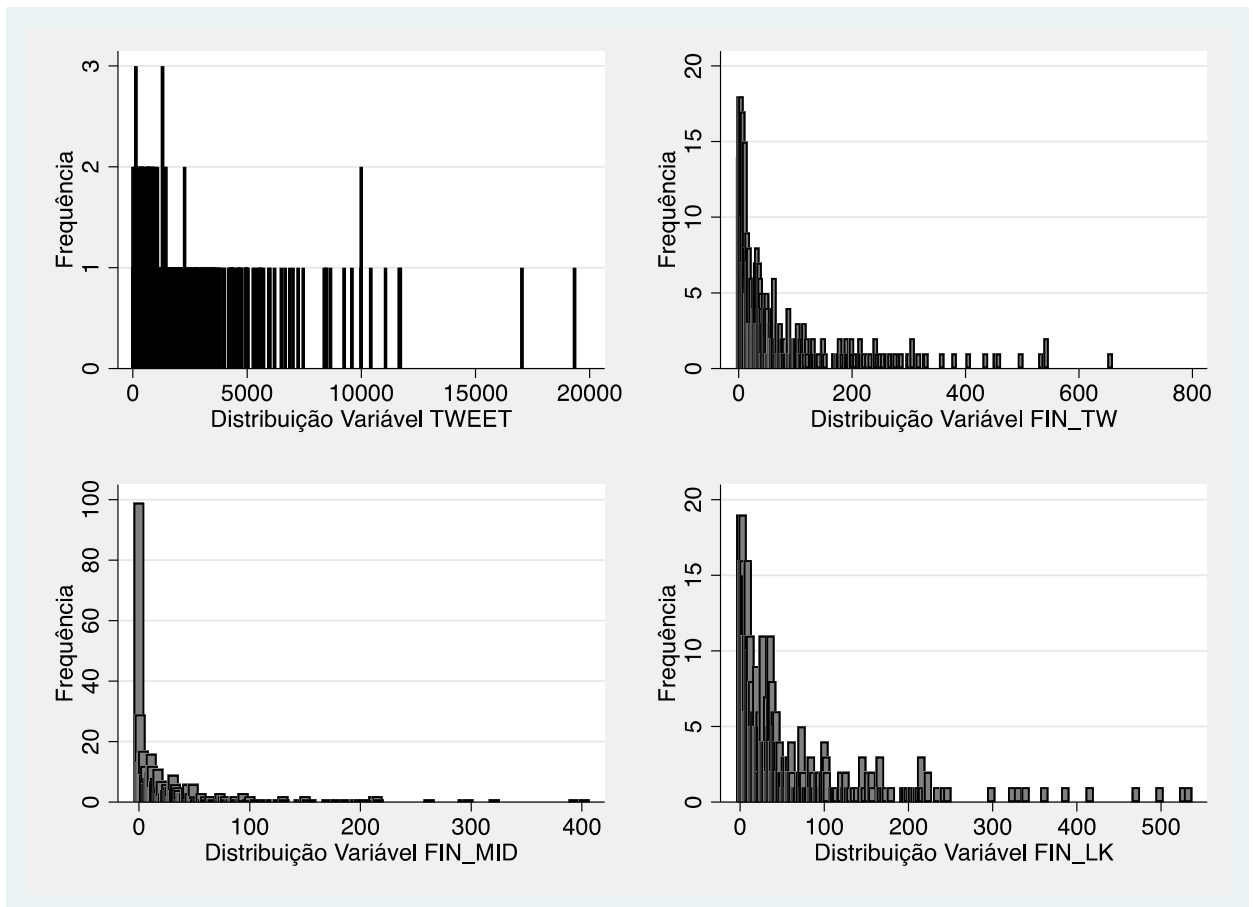 Frequência
3
2
1
0
0 5000 10000 15000 20000
Distribuição Variável TWEET
Frequência
20
15
10
5
0
0 200 400 600 800
Distribuição Variável FIN_TW
Frequência
100
80
60
40
20
0
0 100 200 300 400
Distribuição Variável FIN_MID
Frequência
20
15
10
5
0
0 100 200 300 400 500
Distribuição Variável FIN_LK